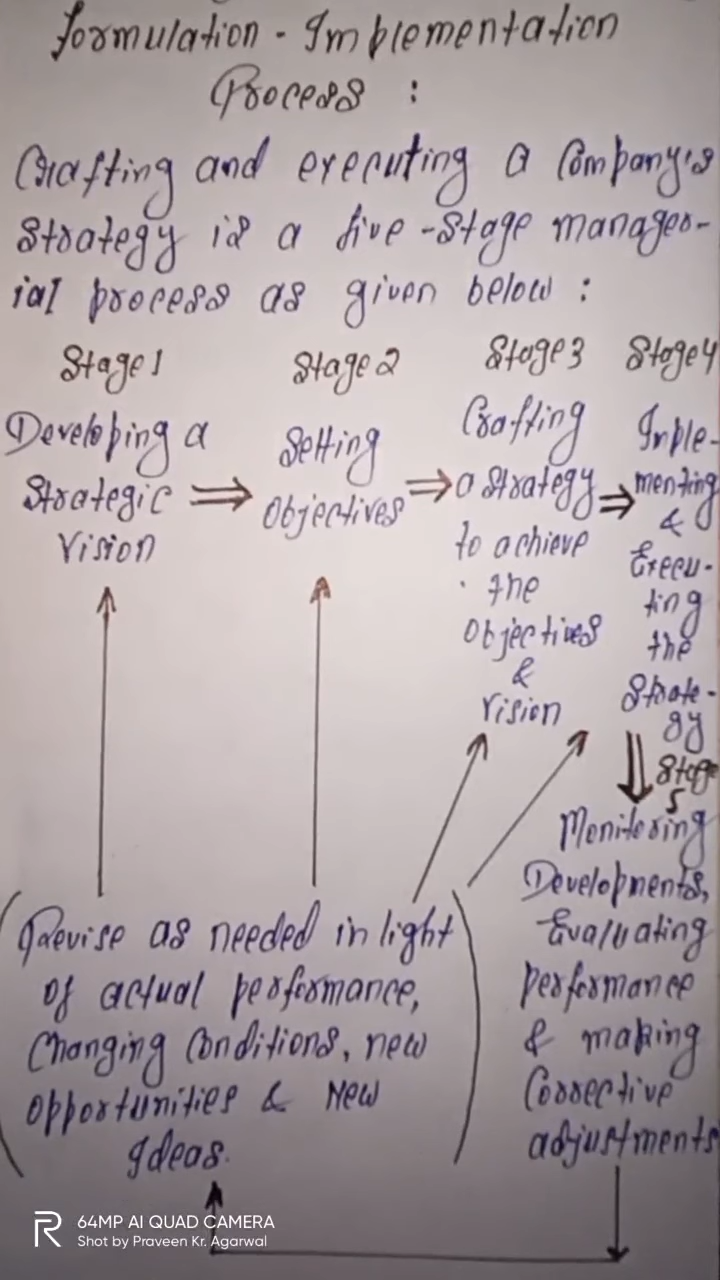 Formulation - Implementation
Process :
Crafting and executing a Company's
Strategy is a five-Stage manager-
ial process as given below :
Stage 1
Developing a
Strategic
Vision
Stage 2
Setting
Objectives
Stage 3
Crafting
a Strategy
to achieve
the
Objectives
&
Vision
Stage 4
Imple-
menting
&
Execu-
ting
the
Strate-
gy
Stage
5
Monitoring
Developments,
Evaluating
performance
& making
Corrective
adjustments
(Revise as needed in light
of actual performance,
Changing Conditions, new
opportunities & New
Ideas.)
64MP AI QUAD CAMERA
Shot by Praveen Kr. Agarwal